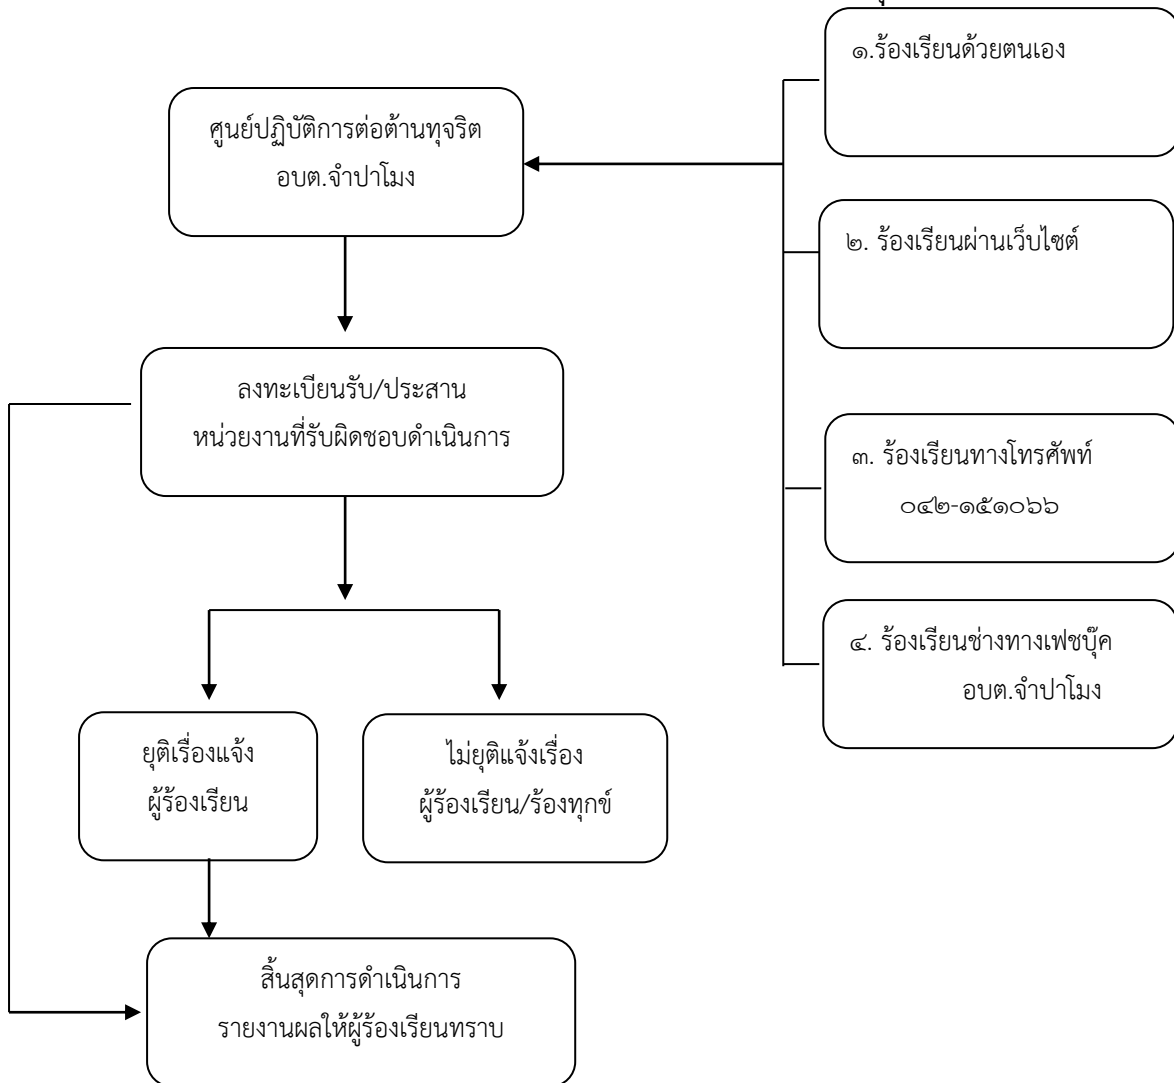 ๑.ร้องเรียนด้วยตนเอง
ศูนย์ปฏิบัติการต่อต้านทุจริต
อบต.จำปาโมง
๒. ร้องเรียนผ่านเว็บไซต์
ลงทะเบียนรับ/ประสาน
หน่วยงานที่รับผิดชอบดำเนินการ
๓. ร้องเรียนทางโทรศัพท์
๐๔๒-๑๕๑๐๖๖
๔. ร้องเรียนช่างทางเฟชบุ๊ค
อบต.จำปาโมง
ยุติเรื่องแจ้ง
ผู้ร้องเรียน
ไม่ยุติแจ้งเรื่อง
ผู้ร้องเรียน/ร้องทุกข์
สิ้นสุดการดำเนินการ
รายงานผลให้ผู้ร้องเรียนทราบ